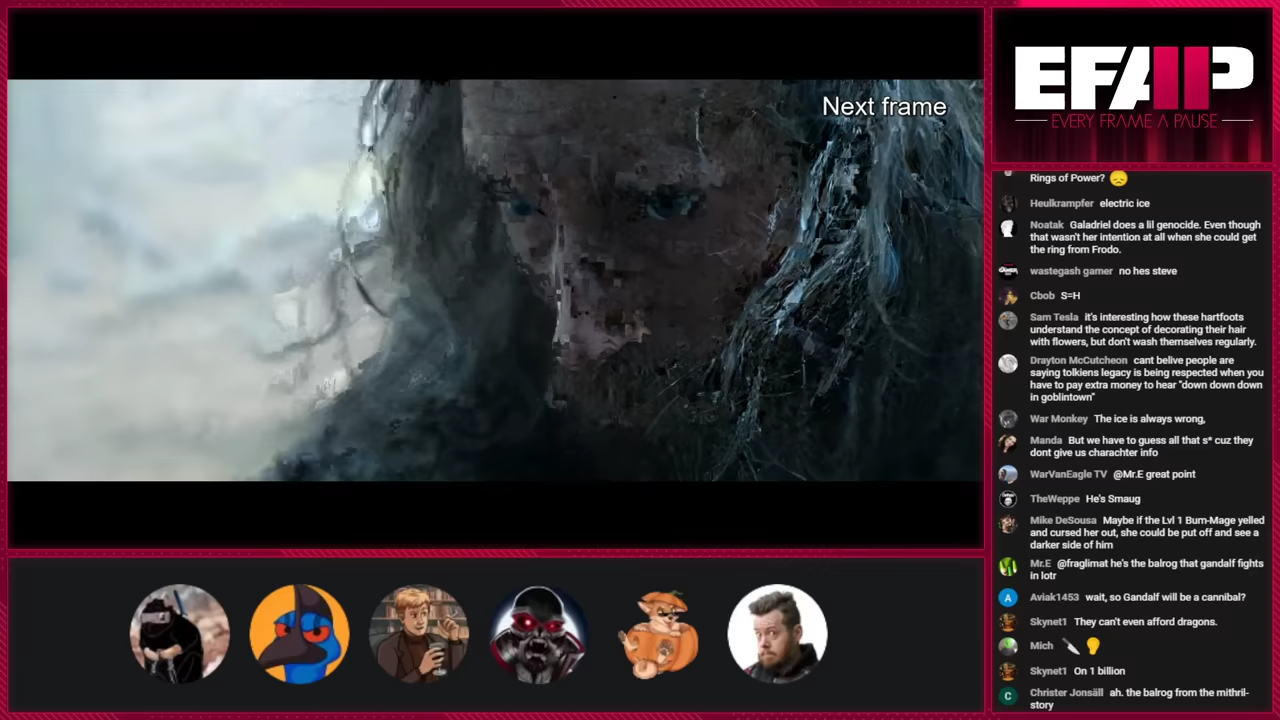 Next frame
EFAP
EVERY FRAME A PAUSE
Rings of Power? 😞
Heulkrampfer electric ice
Noatak Galadriel does a lil genocide. Even though
that wasn't her intention at all when she could get
the ring from Frodo.
wastegash gamer no hes steve
Cbob S=H
Sam Tesla it's interesting how these hartfoots
understand the concept of decorating their hair
with flowers, but don't wash themselves regularly.
Drayton McCutcheon cant belive people are
saying tolkiens legacy is being respected when you
have to pay extra money to hear "down down down
in goblintown"
War Monkey The ice is always wrong,
Manda But we have to guess all that s* cuz they
dont give us charachter info
WarVanEagle TV @Mr.E great point
TheWeppe He's Smaug
Mike DeSousa Maybe if the Lvl 1 Bum-Mage yelled
and cursed her out, she could be put off and see a
darker side of him
Mr.E @fraglimat he's the balrog that gandalf fights
in lotr
A Aviak1453 wait, so Gandalf will be a cannibal?
Skynet1 They can't even afford dragons.
Mich 🔪 💡
Skynet1 On 1 billion
C Christer Jonsäll ah. the balrog from the mithril-
story